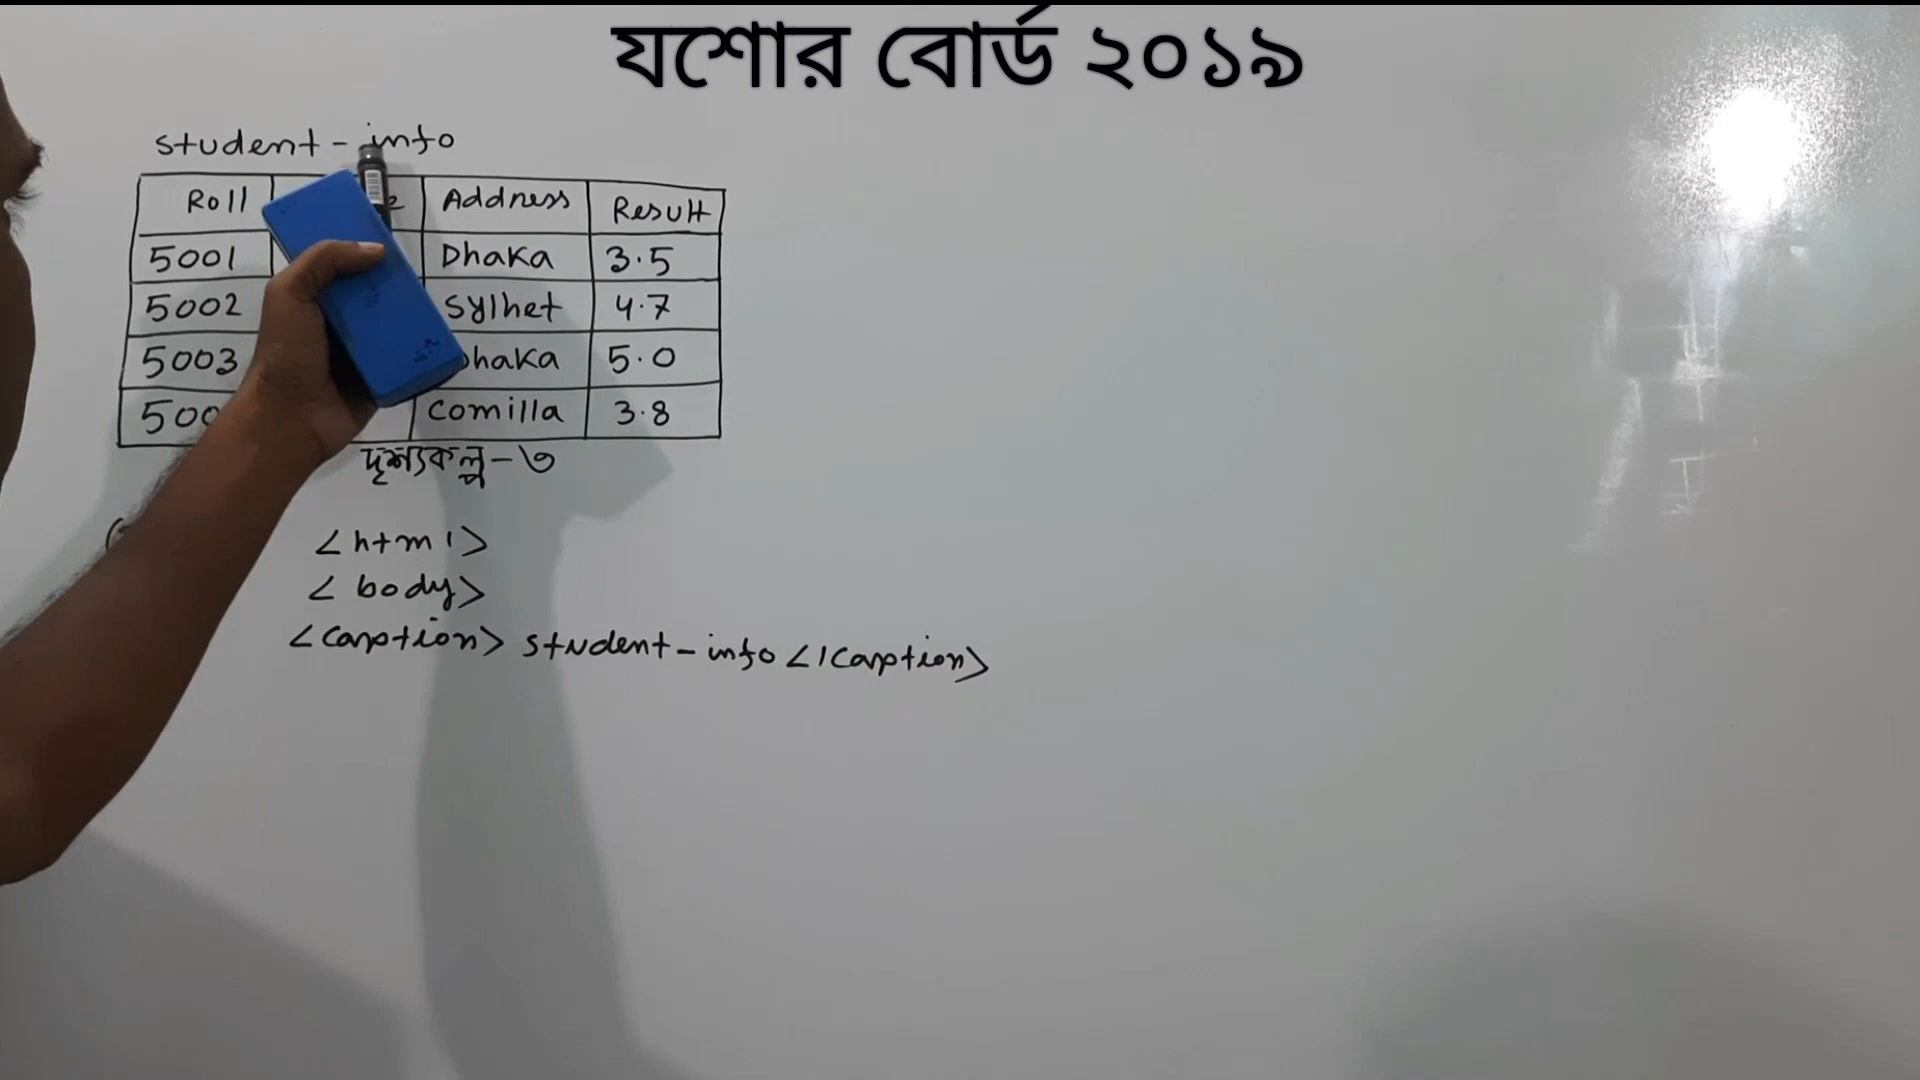 যশোর বোর্ড ২০১৯
student-info
Roll Address Result
5001 Dhaka 3.5
5002 Sylhet 4.7
5003 Dhaka 5.0
Comilla 3.8
দৃশ্যকল্প-৩
<html>
<body>
<caption> student-info </caption>